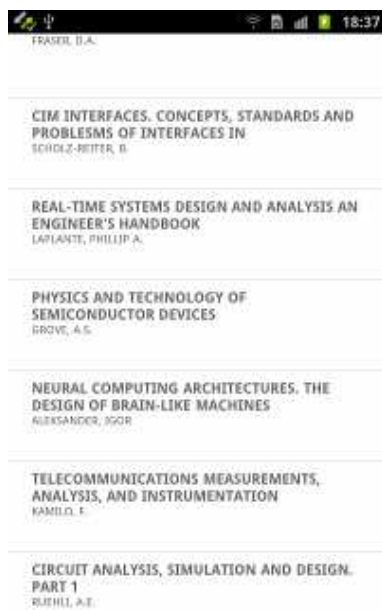 18:37
FRASER, D.A.
CIM INTERFACES. CONCEPTS, STANDARDS AND
PROBLESMS OF INTERFACES IN
SCHOLZ-REITER, B.
REAL-TIME SYSTEMS DESIGN AND ANALYSIS AN
ENGINEER'S HANDBOOK
LAPLANTE, PHILLIP A.
PHYSICS AND TECHNOLOGY OF
SEMICONDUCTOR DEVICES
GROVE, A.S.
NEURAL COMPUTING ARCHITECTURES. THE
DESIGN OF BRAIN-LIKE MACHINES
ALEKSANDER, IGOR
TELECOMMUNICATIONS MEASUREMENTS,
ANALYSIS, AND INSTRUMENTATION
KAMILO, F.
CIRCUIT ANALYSIS, SIMULATION AND DESIGN.
PART 1
RUEHLI, A.E.